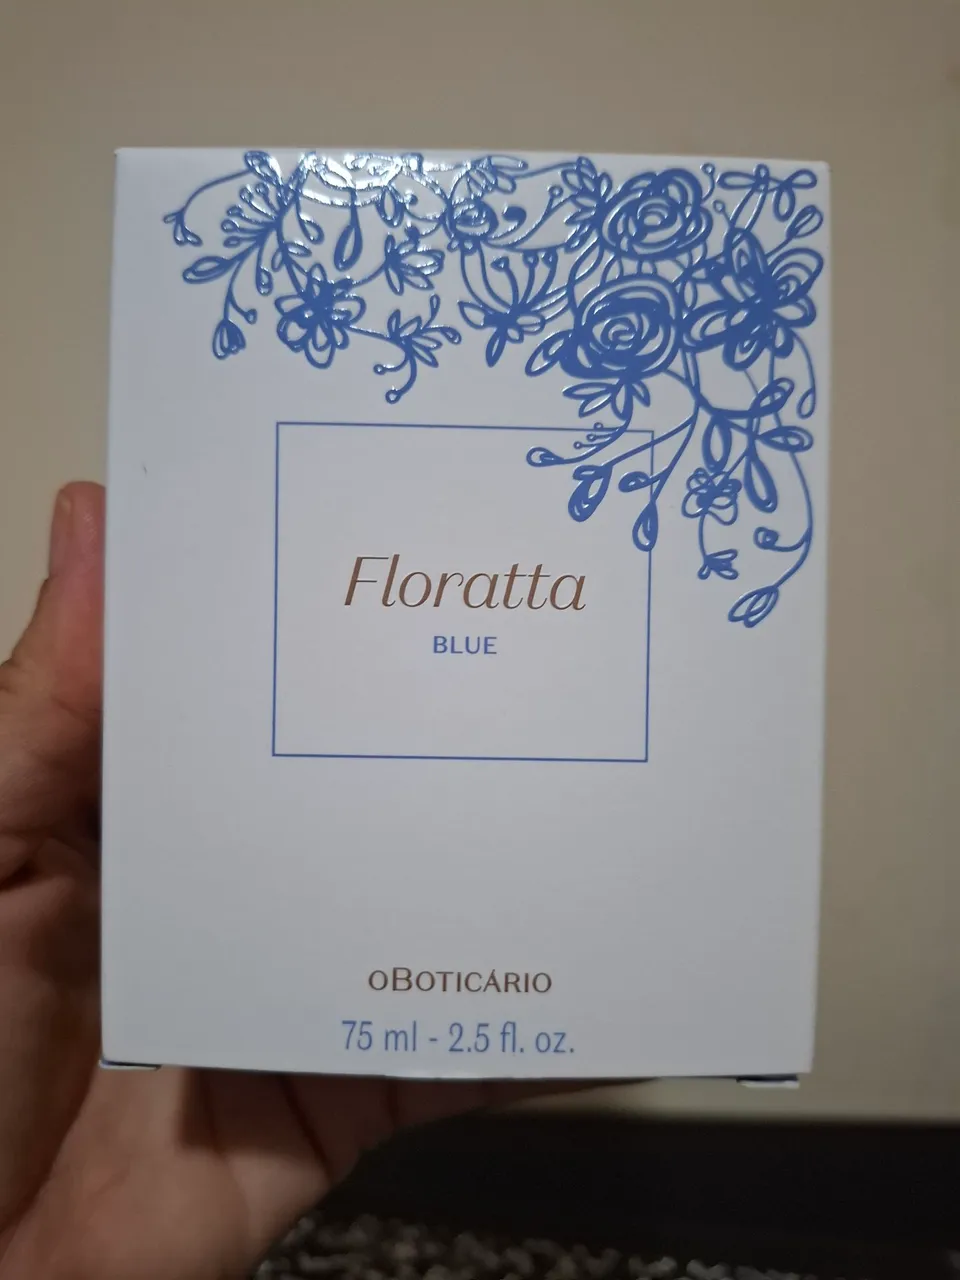 Floratta
BLUE
oBOTICÁRIO
75 ml - 2.5 fl. oz.